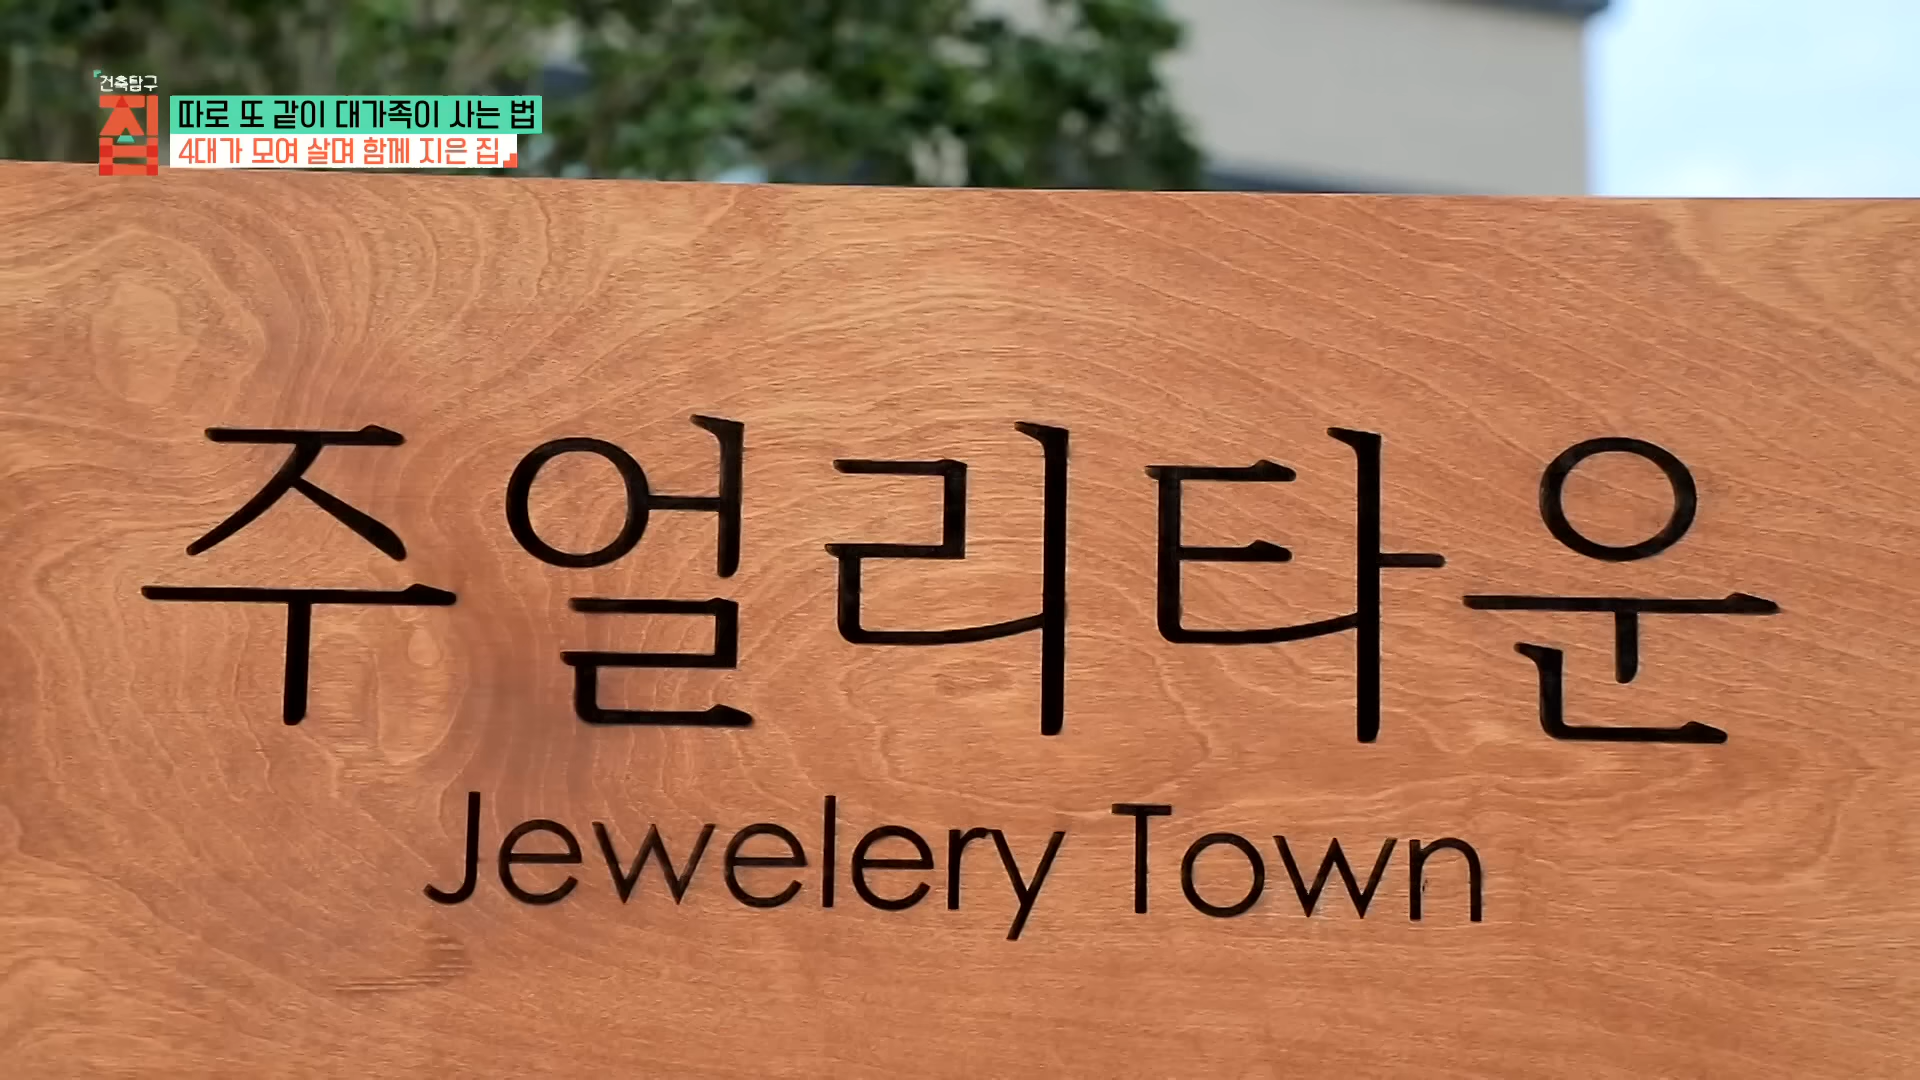 건축탐구
집
따로 또 같이 대가족이 사는 법
4대가 모여 살며 함께 지은 집
주얼리타운
Jewelery Town